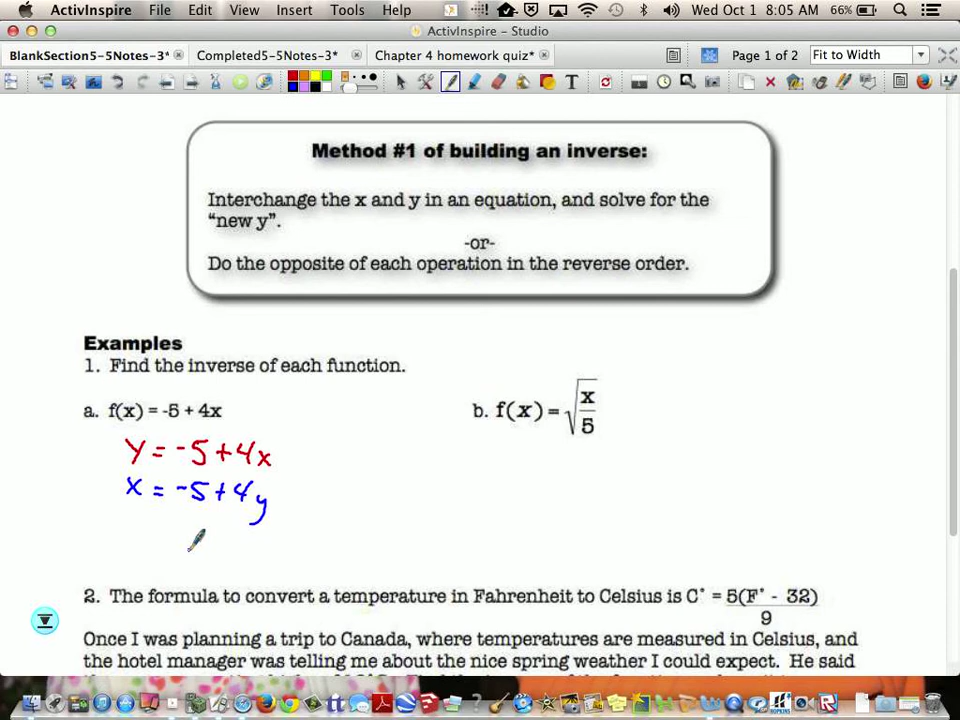 ActivInspire File Edit View Insert Tools Help 66% Wed Oct 1 8:05 AM
ActivInspire – Studio
BlankSection5-5Notes-3* Completed5-5Notes-3* Chapter 4 homework quiz* Page 1 of 2 Fit to Width
Method #1 of building an inverse:
Interchange the x and y in an equation, and solve for the
“new y”.
-or-
Do the opposite of each operation in the reverse order.
Examples
1. Find the inverse of each function.
a. f(x) = -5 + 4x
b. f(x) = √(x/5)
Y = -5 + 4x
x = -5 + 4y
2. The formula to convert a temperature in Fahrenheit to Celsius is C° = 5(F° - 32)
9
Once I was planning a trip to Canada, where temperatures are measured in Celsius, and
the hotel manager was telling me about the nice spring weather I could expect. He said